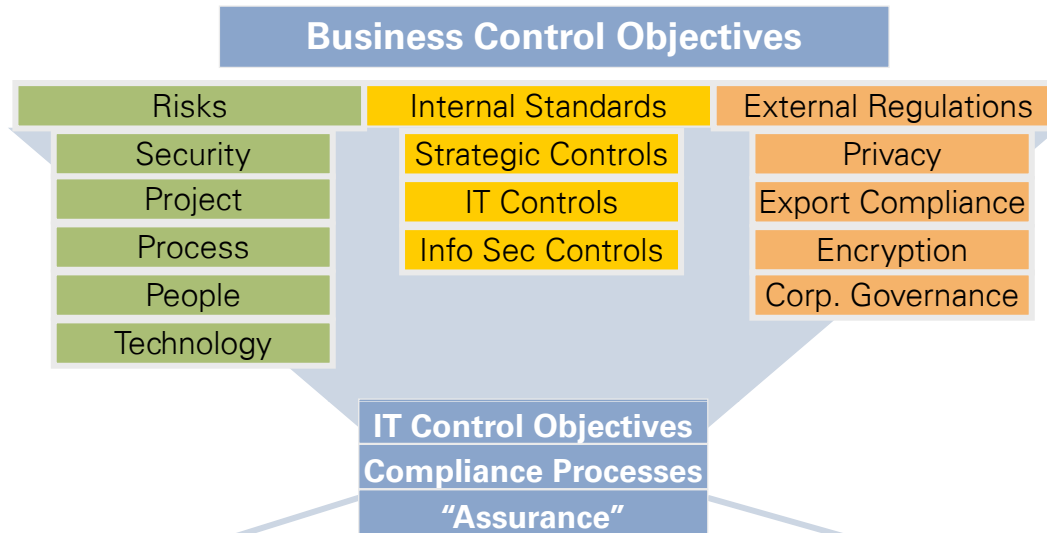 Business Control Objectives
Risks
Security
Project
Process
People
Technology
Internal Standards
Strategic Controls
IT Controls
Info Sec Controls
External Regulations
Privacy
Export Compliance
Encryption
Corp. Governance
IT Control Objectives
Compliance Processes
“Assurance”